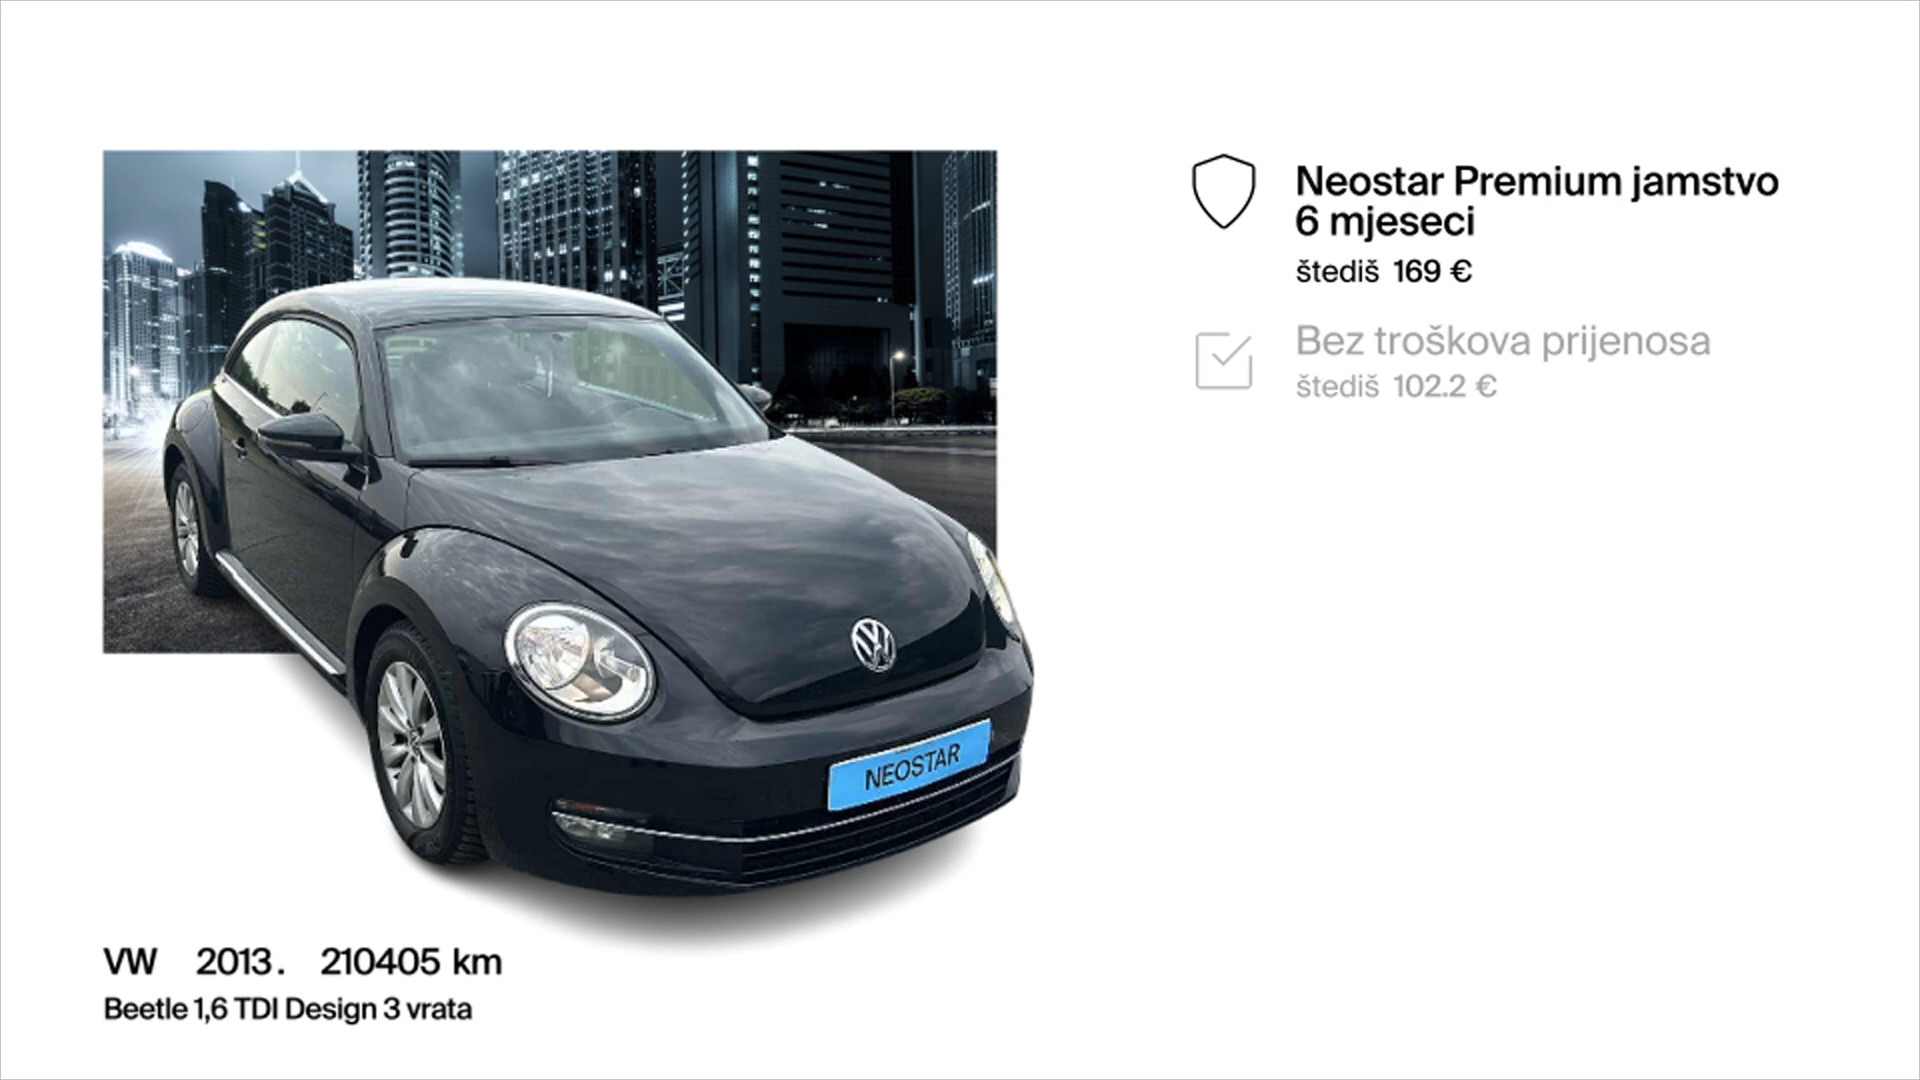 Neostar Premium jamstvo
6 mjeseci
štediš 169 €
Bez troškova prijenosa
štediš 102.2 €
NEOSTAR
VW 2013. 210405 km
Beetle 1,6 TDI Design 3 vrata